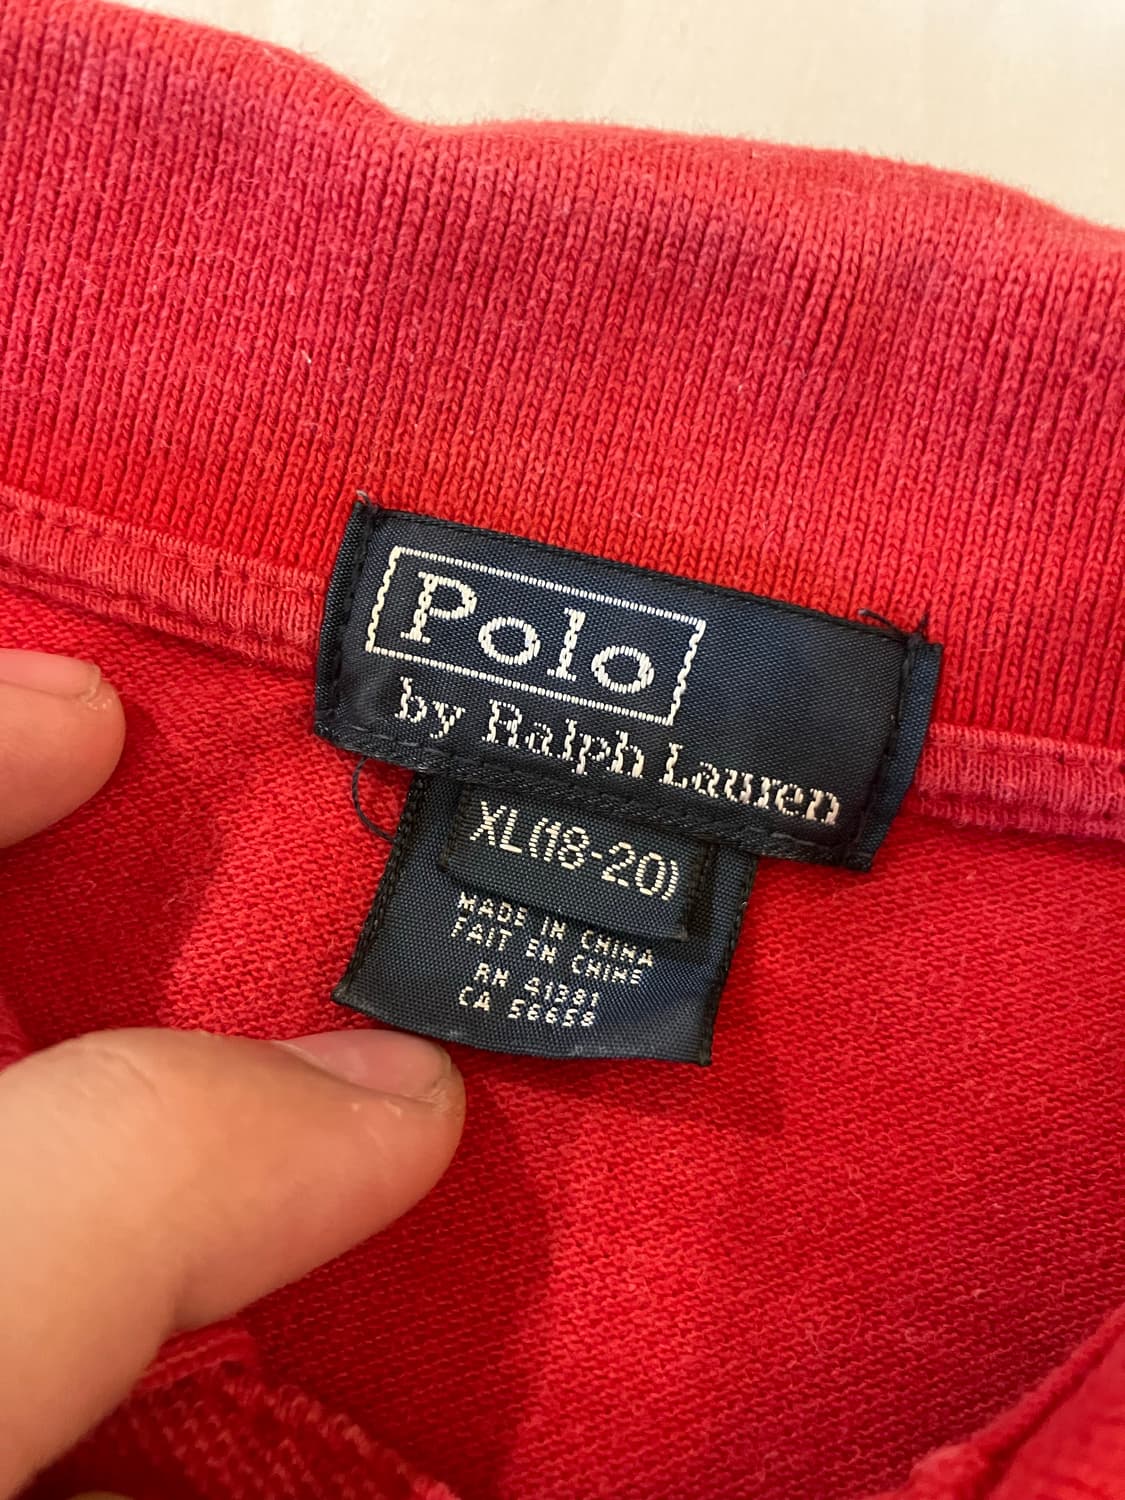 Polo
by Ralph Lauren
XL(18-20)
MADE IN CHINA
FAIT EN CHINE
RN 41381
CA 56658